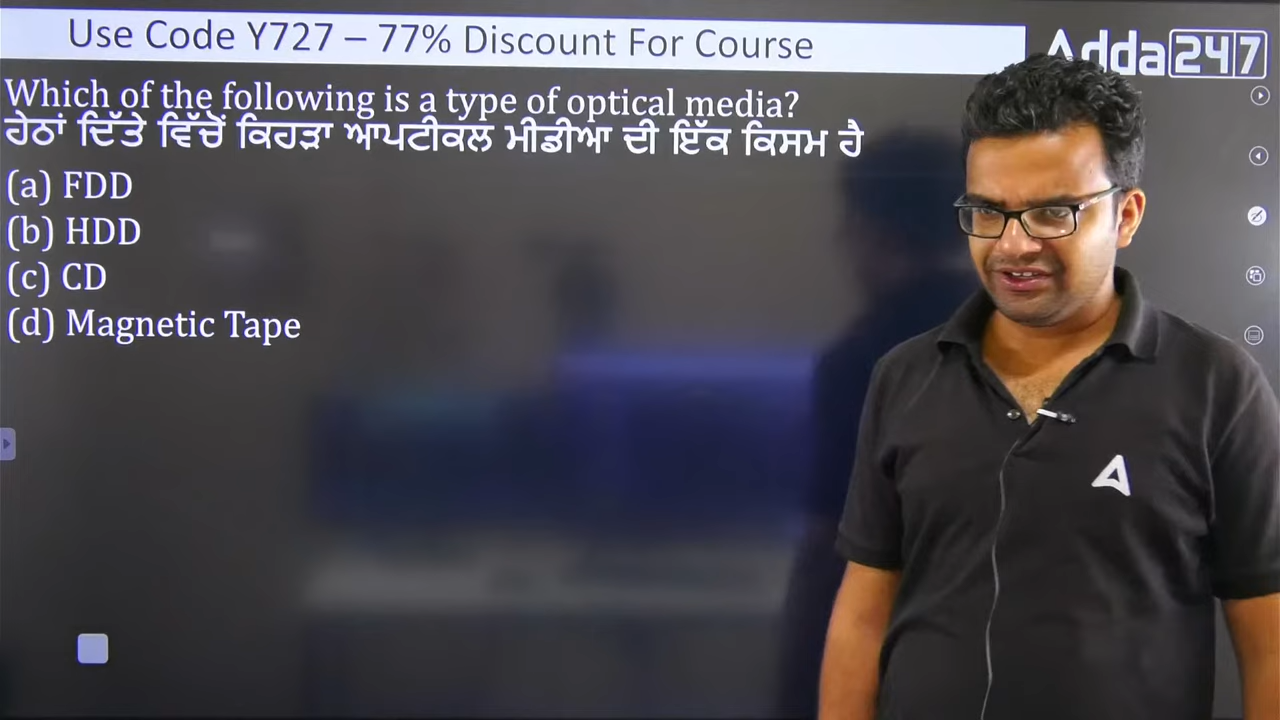 Use Code Y727 – 77% Discount For Course
Adda247
Which of the following is a type of optical media?
ਹੇਠਾਂ ਦਿੱਤੇ ਵਿੱਚੋਂ ਕਿਹੜਾ ਆਪਟੀਕਲ ਮੀਡੀਆ ਦੀ ਇੱਕ ਕਿਸਮ ਹੈ
(a) FDD
(b) HDD
(c) CD
(d) Magnetic Tape